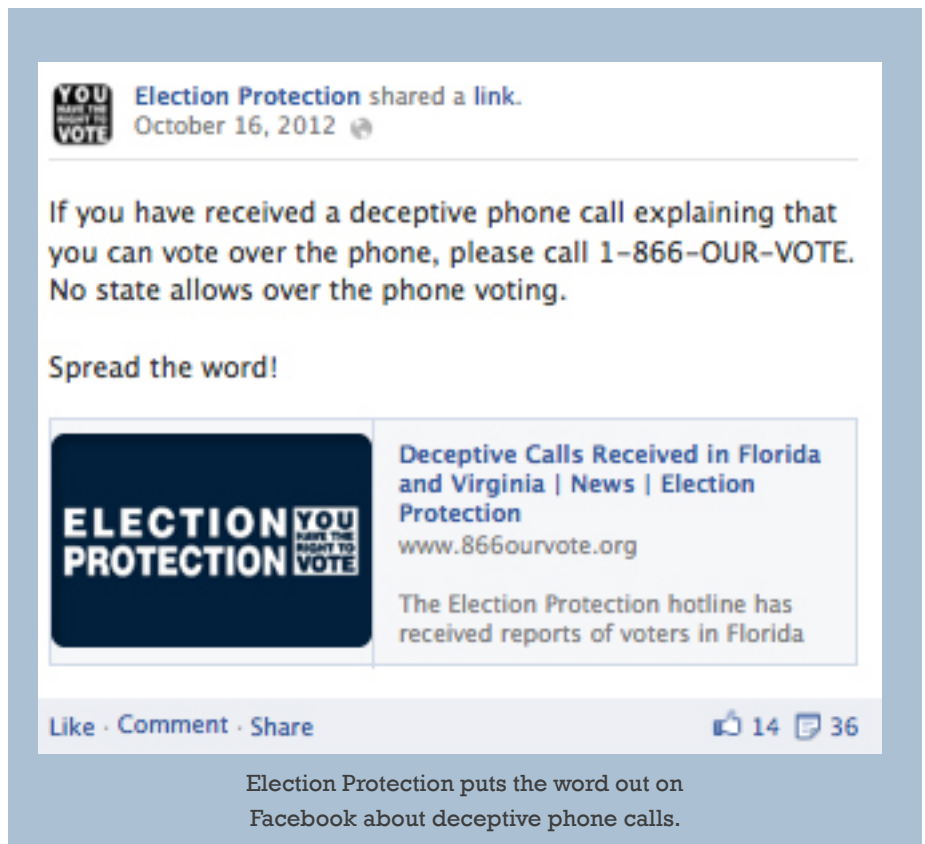 YOU
HAVE THE
RIGHT TO
VOTE
Election Protection shared a link.
October 16, 2012
If you have received a deceptive phone call explaining that
you can vote over the phone, please call 1-866-OUR-VOTE.
No state allows over the phone voting.
Spread the word!
ELECTION
PROTECTION
YOU
HAVE THE
RIGHT TO
VOTE
Deceptive Calls Received in Florida
and Virginia | News | Election
Protection
www.866ourvote.org
The Election Protection hotline has
received reports of voters in Florida
Like · Comment · Share 14 36
Election Protection puts the word out on
Facebook about deceptive phone calls.